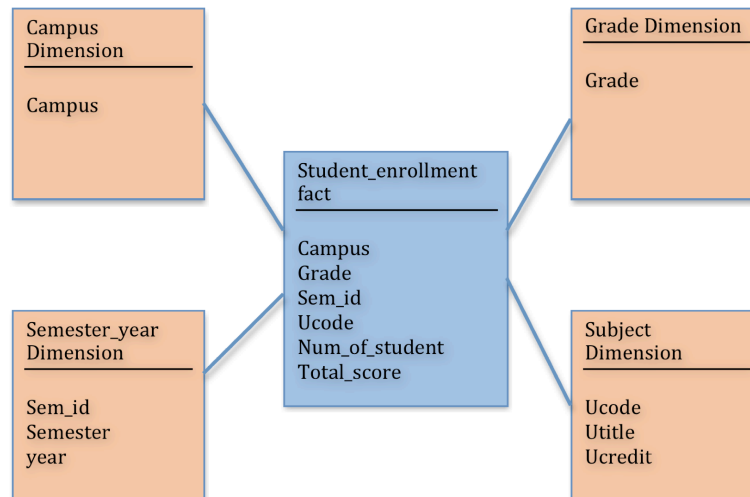 Campus
Dimension
Campus
Grade Dimension
Grade
Student_enrollment
fact
Campus
Grade
Sem_id
Ucode
Num_of_student
Total_score
Semester_year
Dimension
Sem_id
Semester
year
Subject
Dimension
Ucode
Utitle
Ucredit